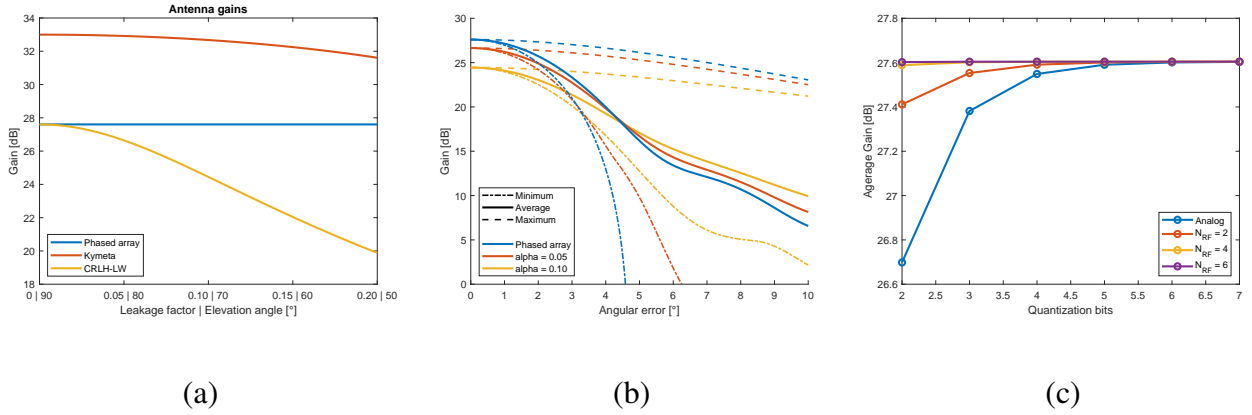 Antenna gains
34
32
30
28
26
24
22
20
18
Gain [dB]
Phased array
Kymeta
CRLH-LW
0 | 90
0.05 | 80
0.10 | 70
0.15 | 60
0.20 | 50
Leakage factor | Elevation angle [°]
(a)
30
25
20
15
10
5
0
Gain [dB]
Minimum
Average
Maximum
Phased array
alpha = 0.05
alpha = 0.10
0
1
2
3
4
5
6
7
8
9
10
Angular error [°]
(b)
27.8
27.6
27.4
27.2
27
26.8
26.6
Agerage Gain [dB]
Analog
N_RF = 2
N_RF = 4
N_RF = 6
2
2.5
3
3.5
4
4.5
5
5.5
6
6.5
7
Quantization bits
(c)